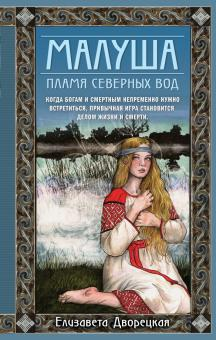 МАЛУША
ПЛАМЯ СЕВЕРНЫХ ВОД
КОГДА БОГАМ И СМЕРТНЫМ НЕПРЕМЕННО НУЖНО
ВСТРЕТИТЬСЯ, ПРИВЫЧНАЯ ИГРА СТАНОВИТСЯ
ДЕЛОМ ЖИЗНИ И СМЕРТИ.
Елизавета Дворецкая